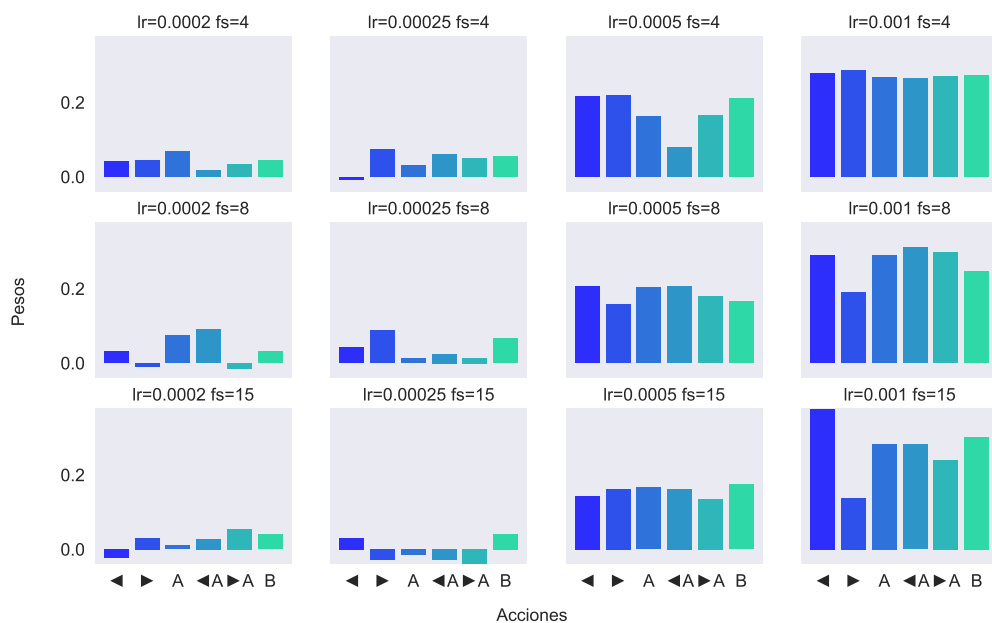 lr=0.0002 fs=4
lr=0.00025 fs=4
lr=0.0005 fs=4
lr=0.001 fs=4
0.2
0.0
lr=0.0002 fs=8
lr=0.00025 fs=8
lr=0.0005 fs=8
lr=0.001 fs=8
0.2
0.0
Pesos
lr=0.0002 fs=15
lr=0.00025 fs=15
lr=0.0005 fs=15
lr=0.001 fs=15
0.2
0.0
◄ ► A ◄A ►A B
◄ ► A ◄A ►A B
◄ ► A ◄A ►A B
◄ ► A ◄A ►A B
Acciones